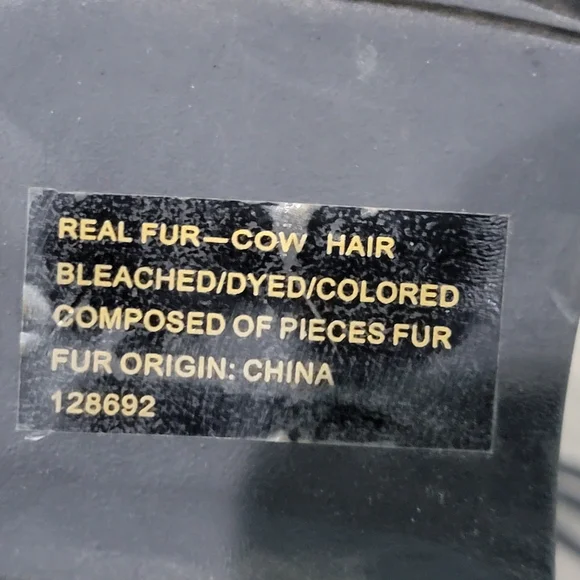 REAL FUR—COW HAIR
BLEACHED/DYED/COLORED
COMPOSED OF PIECES FUR
FUR ORIGIN: CHINA
128692